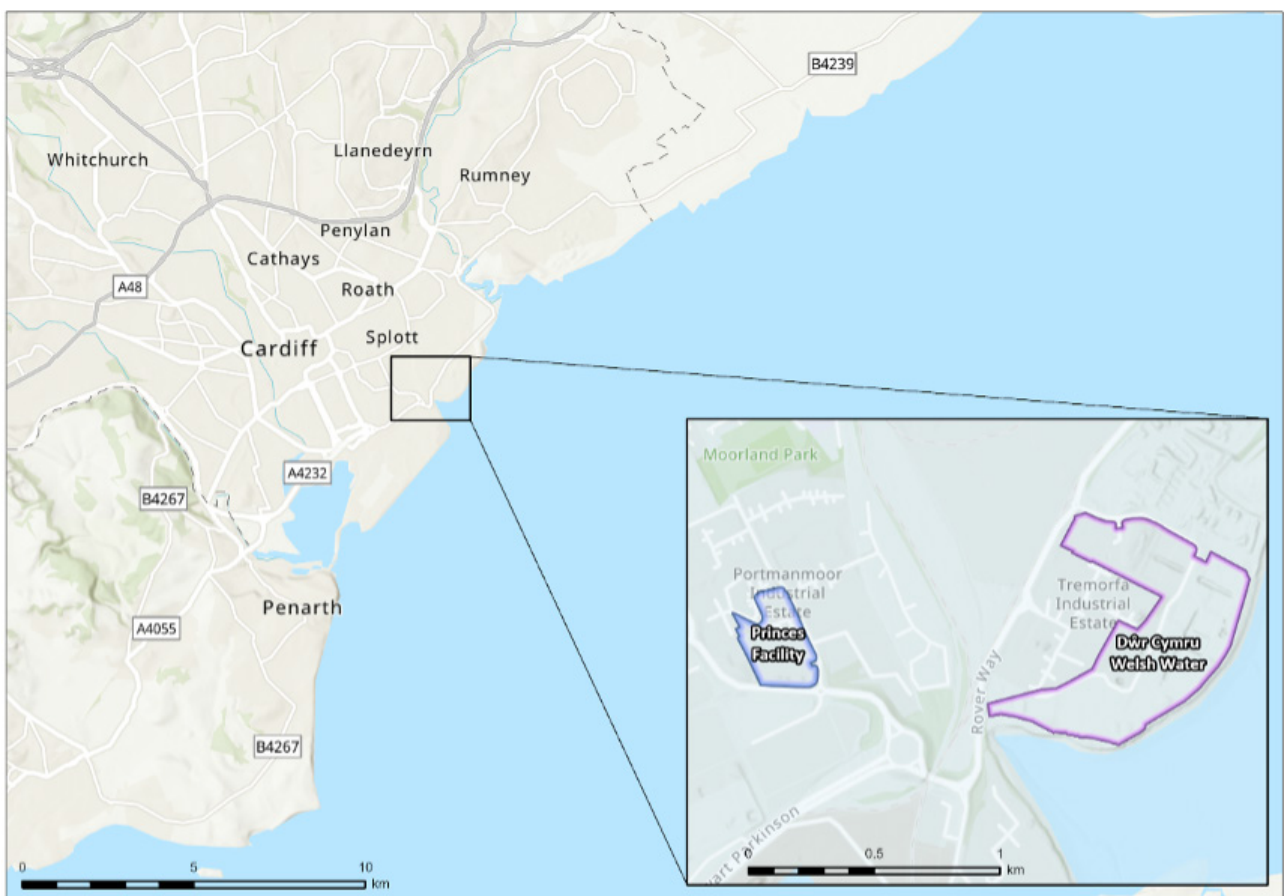 B4239
Llanedeyrn
Whitchurch
Rumney
Penylan
Cathays
A48
Roath
Splott
Cardiff
A4232
B4267
Penarth
A4055
B4267
0
5
10
km
Moorland Park
Portmanmoor
Industrial
Estate
Princes
Facility
Tremorfa
Industrial
Estate
Dŵr Cymru
Welsh Water
Rover Way
uart Parkinson
0
0.5
1
km